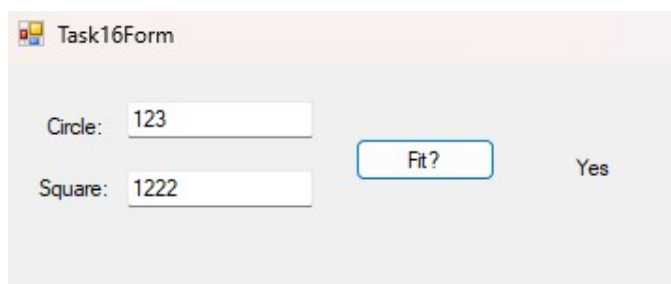 Task16Form
Circle: 123
Fit?
Yes
Square: 1222